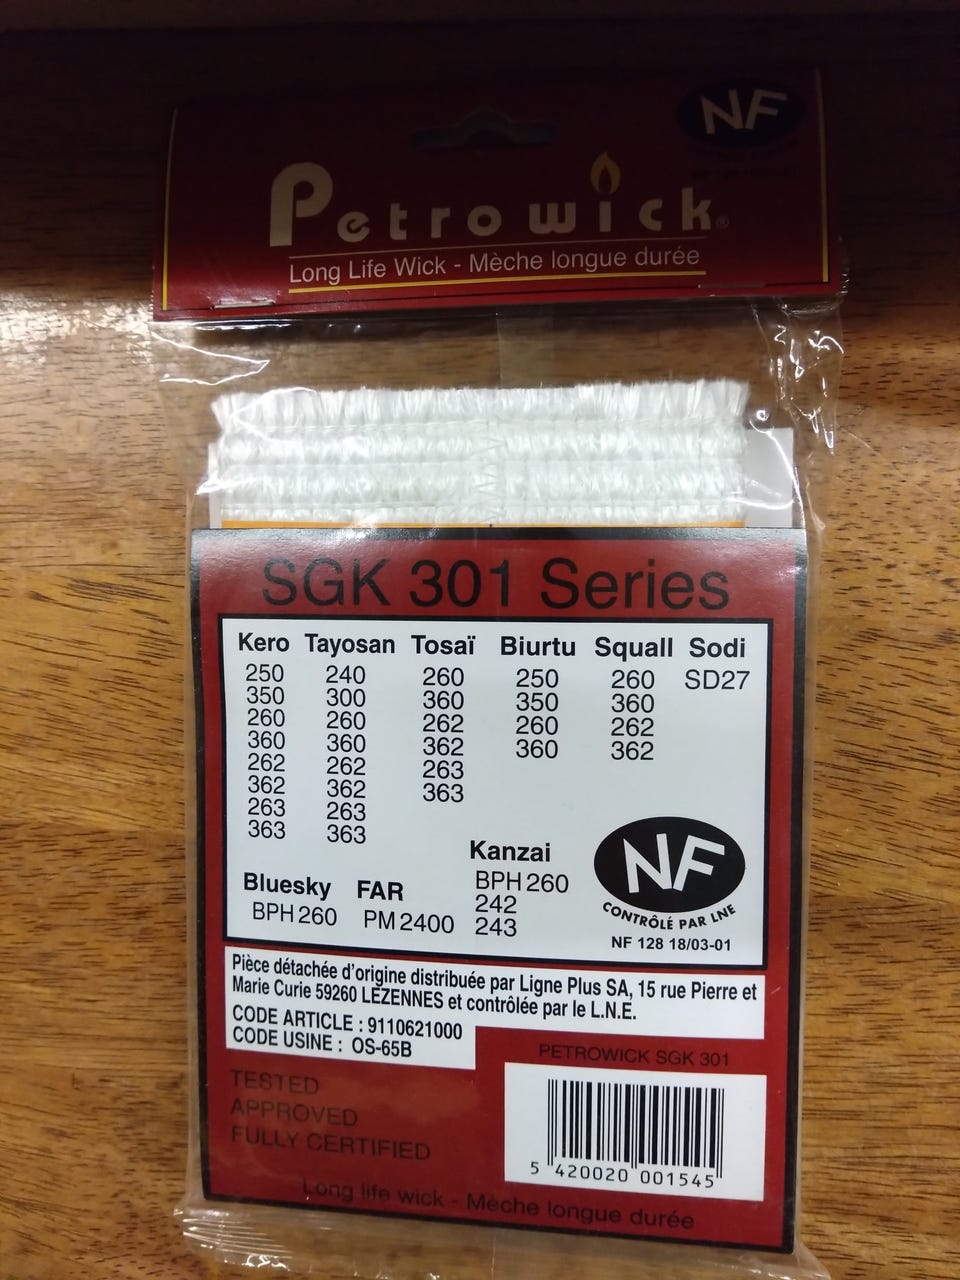 NF
Petrowick®
Long Life Wick - Mèche longue durée
SGK 301 Series
Kero Tayosan Tosaï Biurtu Squall Sodi
250 240 260 250 260 SD27
350 300 360 350 360
260 260 262 260 262
360 360 362 360 362
262 262 263
362 362 363
263 263
363 363
Kanzai
BPH 260
242
243
Bluesky FAR
BPH 260 PM 2400
NF
CONTRÔLÉ PAR LNE
NF 128 18/03-01
Pièce détachée d'origine distribuée par Ligne Plus SA, 15 rue Pierre et
Marie Curie 59260 LEZENNES et contrôlée par le L.N.E.
CODE ARTICLE : 9110621000
CODE USINE : OS-65B
PETROWICK SGK 301
TESTED
APPROVED
FULLY CERTIFIED
5 420020 001545
Long life wick - Mèche longue durée